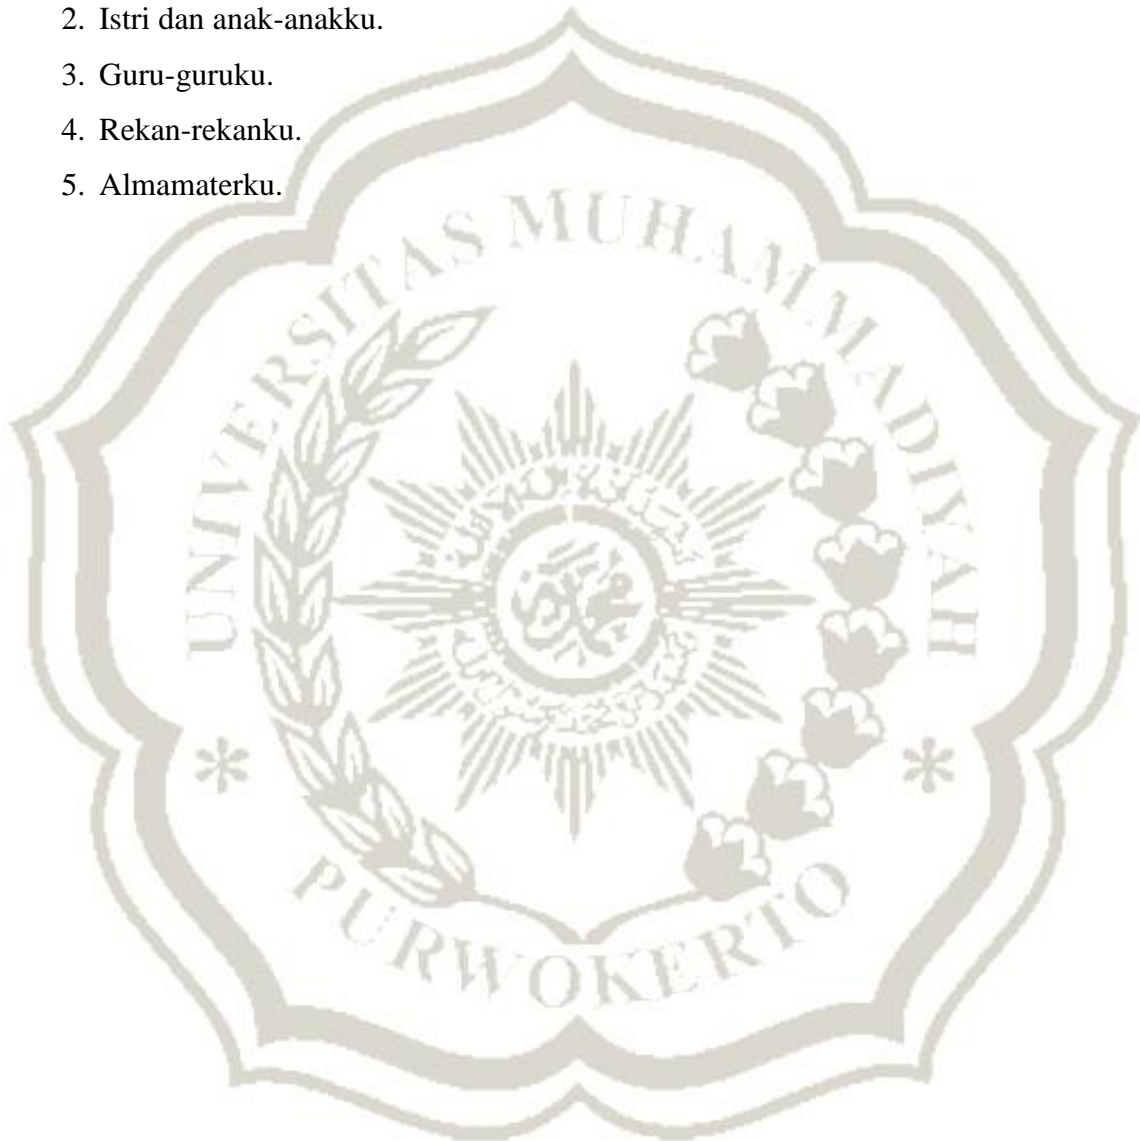 2. Istri dan anak-anakku.
3. Guru-guruku.
4. Rekan-rekanku.
5. Almamaterku.
UNIVERSITAS MUHAMMADIYAH
PURWOKERTO